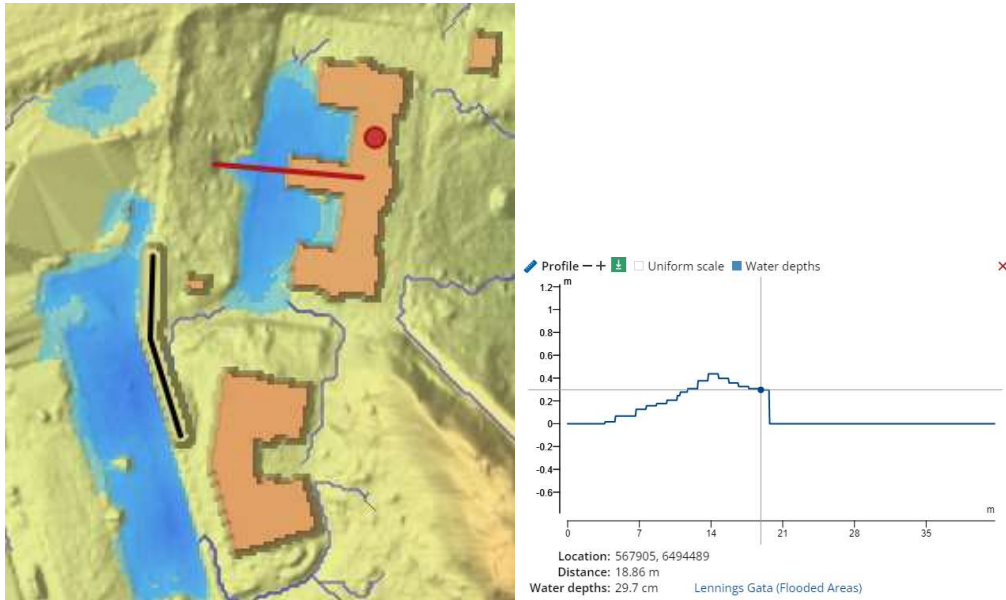 Profile − + Uniform scale Water depths ×
m
1.2
1
0.8
0.6
0.4
0.2
0
-0.2
-0.4
-0.6
m
0 7 14 21 28 35
Location: 567905, 6494489
Distance: 18.86 m
Water depths: 29.7 cm Lennings Gata (Flooded Areas)